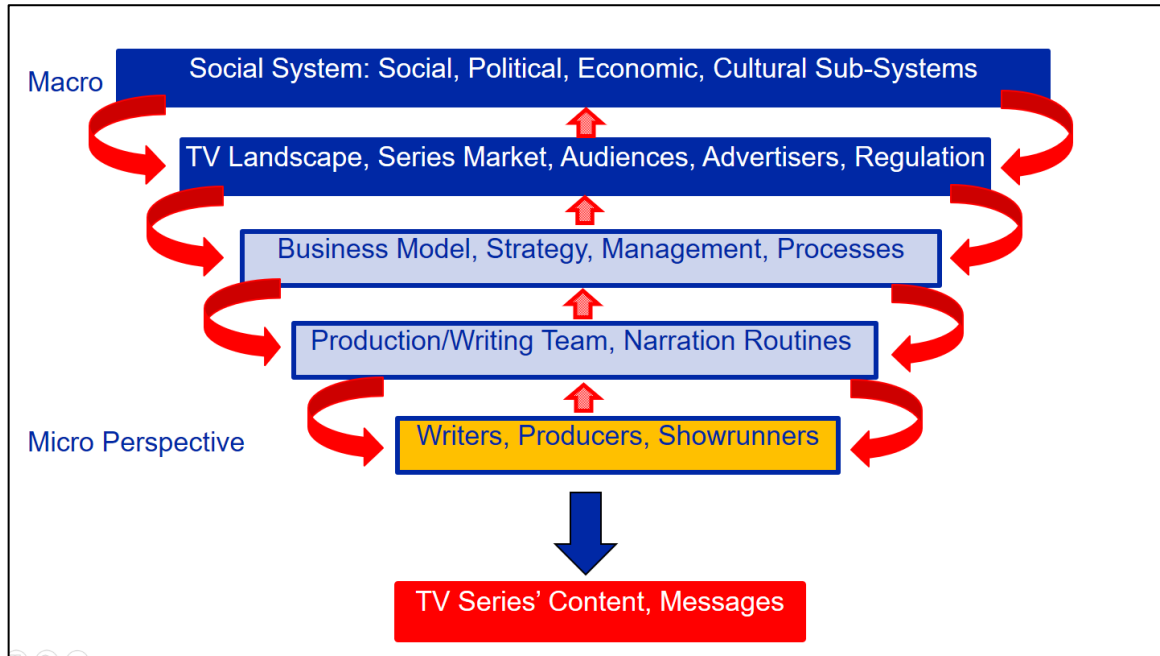 Social System: Social, Political, Economic, Cultural Sub-Systems
Macro
TV Landscape, Series Market, Audiences, Advertisers, Regulation
Business Model, Strategy, Management, Processes
Production/Writing Team, Narration Routines
Writers, Producers, Showrunners
Micro Perspective
TV Series’ Content, Messages